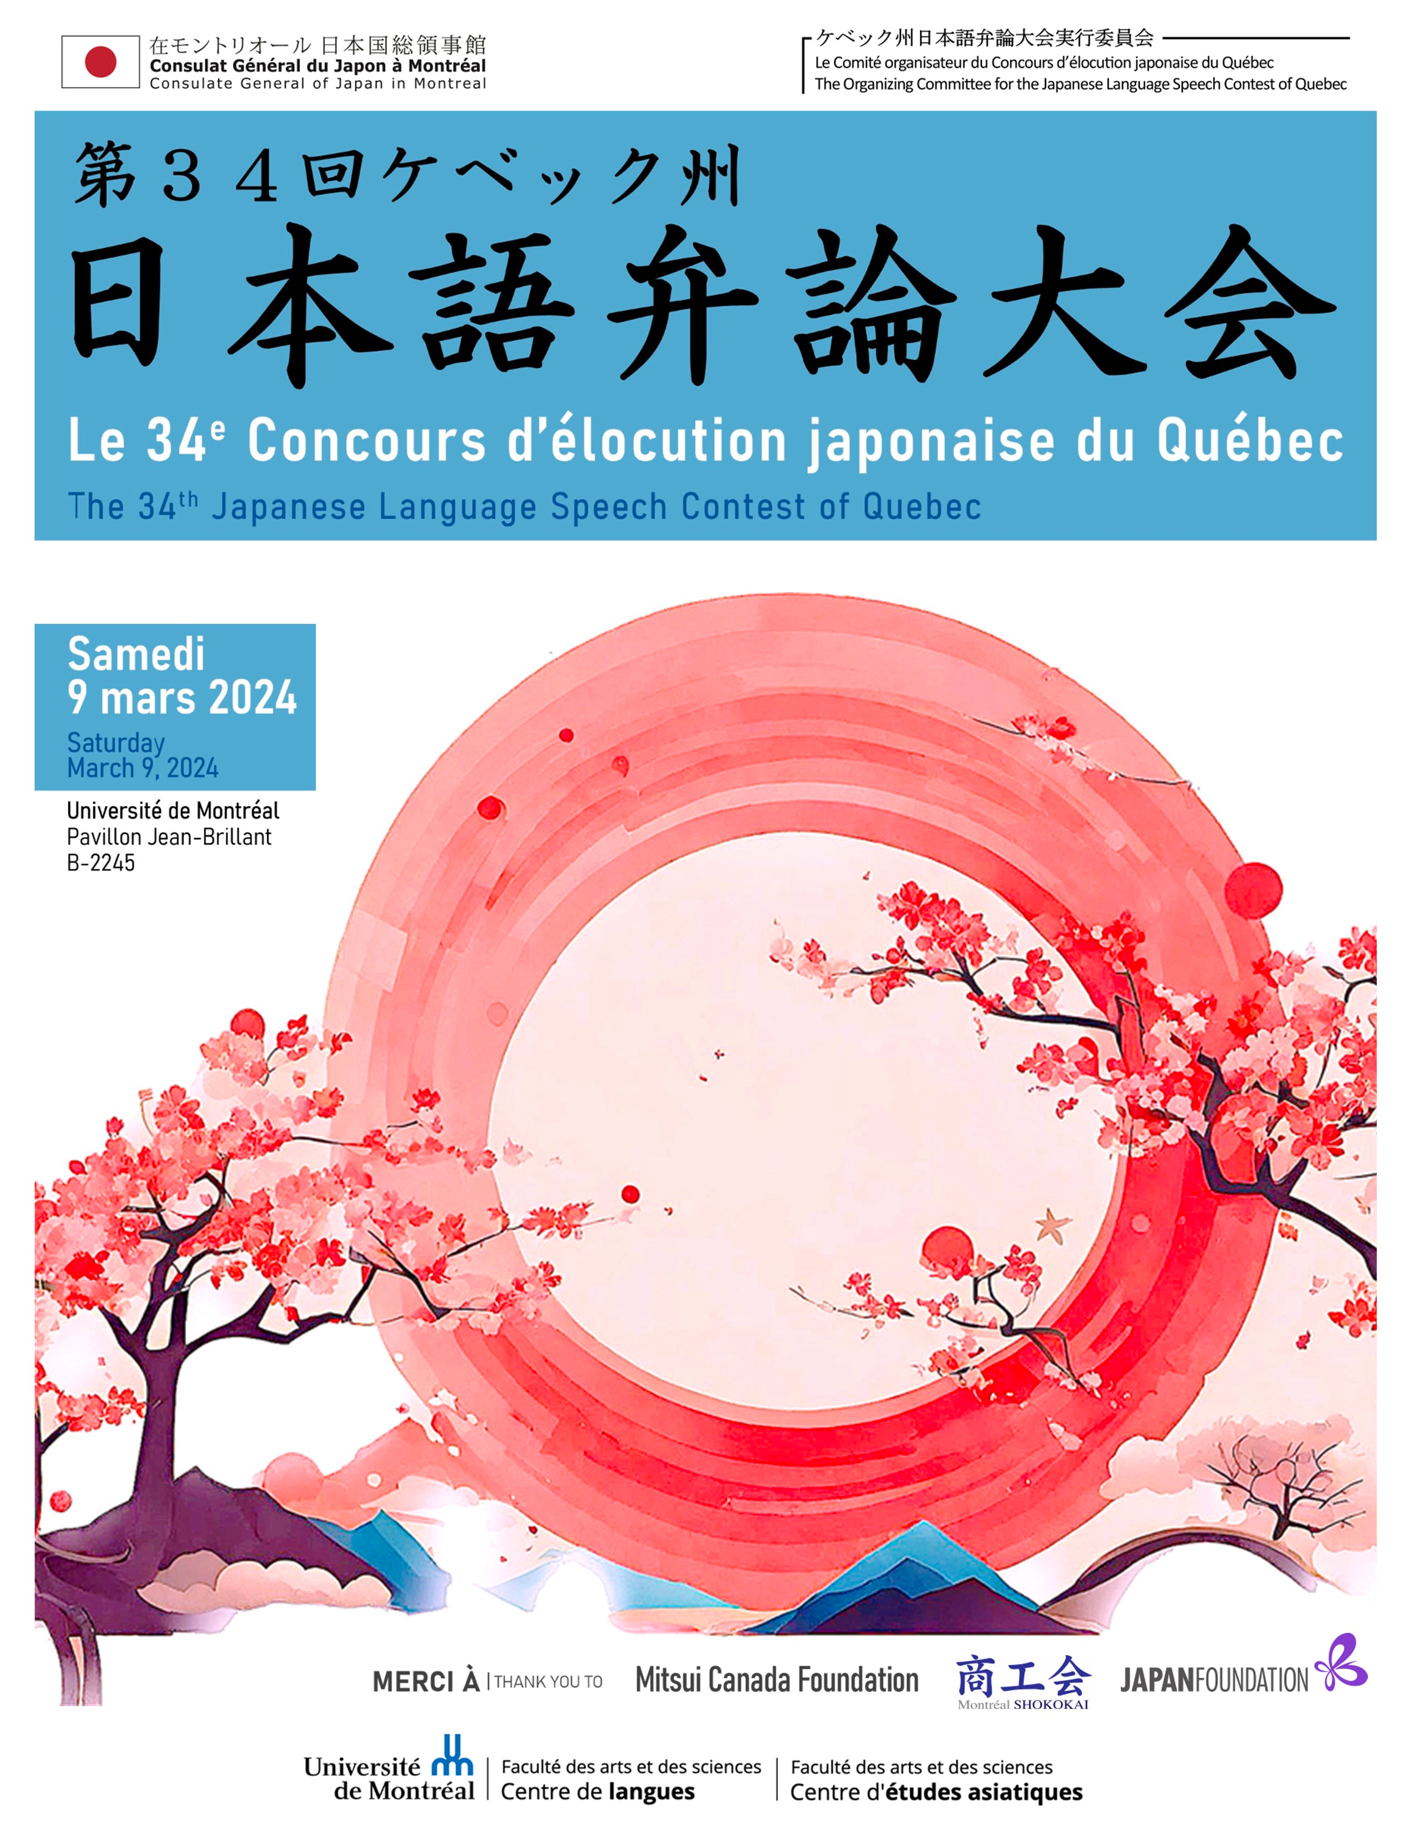 在モントリオール 日本国総領事館
Consulat Général du Japon à Montréal
Consulate General of Japan in Montreal
ケベック州日本語弁論大会実行委員会
Le Comité organisateur du Concours d'élocution japonaise du Québec
The Organizing Committee for the Japanese Language Speech Contest of Quebec
第34回ケベック州
日本語弁論大会
Le 34e Concours d'élocution japonaise du Québec
The 34th Japanese Language Speech Contest of Quebec
Samedi
9 mars 2024
Saturday
March 9, 2024
Université de Montréal
Pavillon Jean-Brillant
B-2245
MERCI À | THANK YOU TO
Mitsui Canada Foundation
商工会
Montréal SHOKOKAI
JAPANFOUNDATION
Université
de Montréal
Faculté des arts et des sciences
Centre de langues
Faculté des arts et des sciences
Centre d'études asiatiques